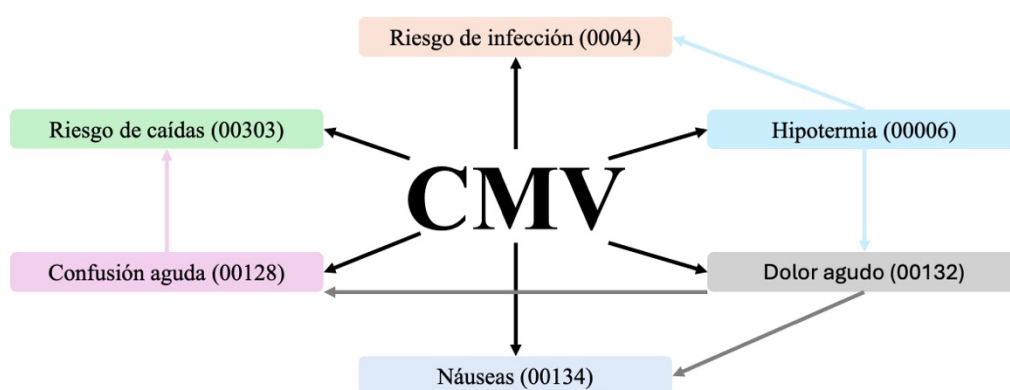 Riesgo de infección (0004)
Riesgo de caídas (00303)
Hipotermia (00006)
CMV
Confusión aguda (00128)
Dolor agudo (00132)
Náuseas (00134)